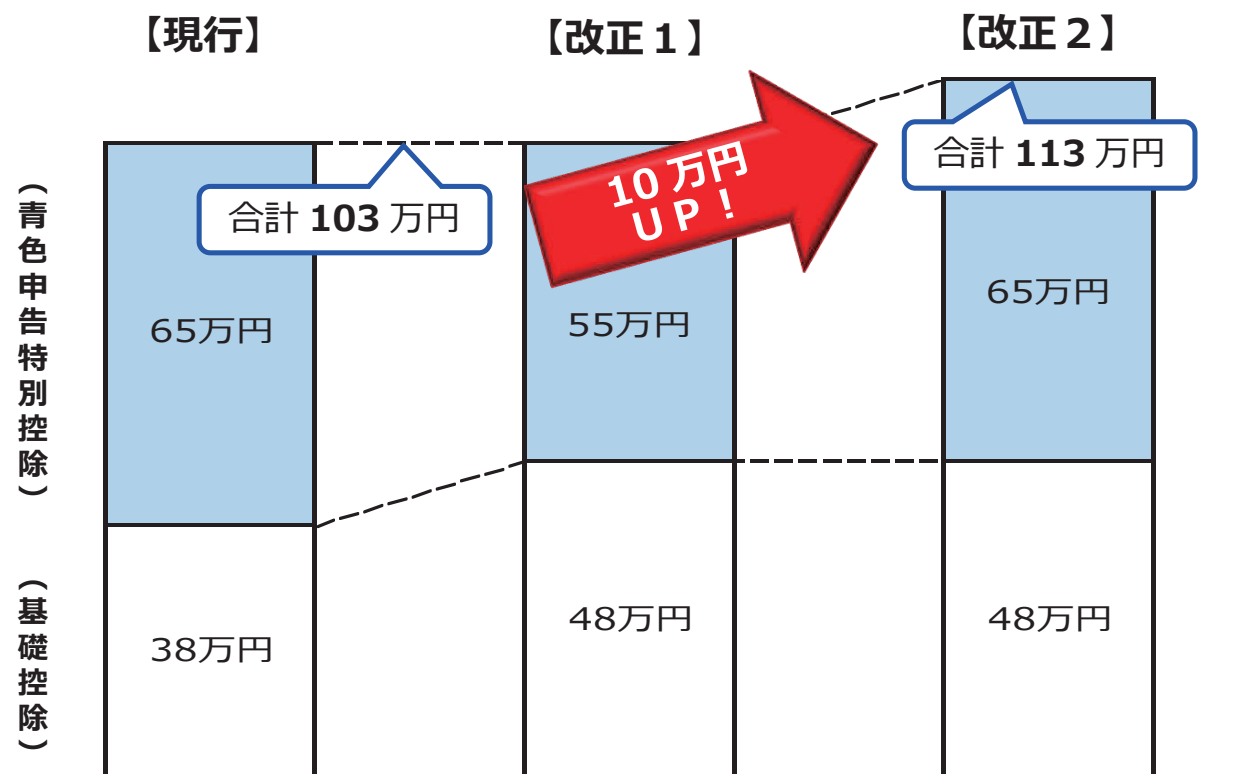 【現行】
【改正１】
【改正２】
合計 103 万円
10 万円
UP！
合計 113 万円
（青色申告特別控除）
65万円
55万円
65万円
（基礎控除）
38万円
48万円
48万円